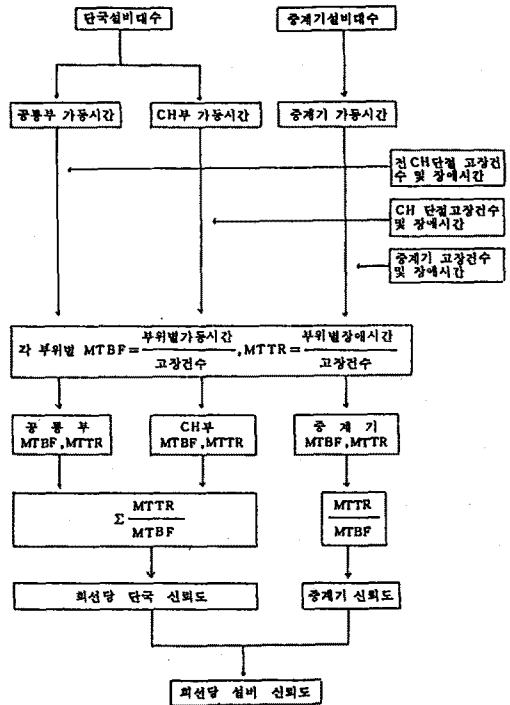 단국설비대수
중계기설비대수
공통부 가동시간
CH부 가동시간
중계기 가동시간
전CH단절 고장건
수 및 장애시간
CH 단절고장건수
및 장애시간
중계기 고장건수
및 장애시간
각 부위별 MTBF=부위별가동시간/고장건수,MTTR=부위별장애시간/고장건수
공 통 부
MTBF,MTTR
CH부
MTBF,MTTR
중 계 기
MTBF,MTTR
Σ MTTR/MTBF
MTTR
MTBF
회선당 단국 신뢰도
중계기 신뢰도
회선당 설비 신뢰도